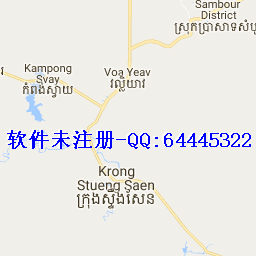 Sambour
District
ស្រុកប្រាសាទសំបូ
Kampong
Svay
កំពង់ស្វាយ
Voa Yeav
វល្លិ៍យាវ
软件未注册-QQ:64445322
Krong
Stueng Saen
ក្រុងស្ទឹងសែន